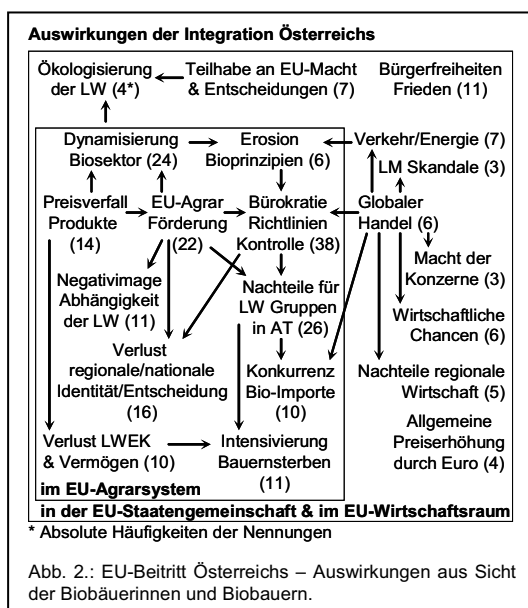 Auswirkungen der Integration Österreichs
Ökologisierung
der LW (4*)
Teilhabe an EU-Macht
& Entscheidungen (7)
Bürgerfreiheiten
Frieden (11)
Dynamisierung
Biosektor (24)
Erosion
Bioprinzipien (6)
Verkehr/Energie (7)
LM Skandale (3)
Preisverfall
Produkte
(14)
EU-Agrar
Förderung
(22)
Bürokratie
Richtlinien
Kontrolle (38)
Globaler
Handel (6)
Macht der
Konzerne (3)
Negativimage
Abhängigkeit
der LW (11)
Nachteile für
LW Gruppen
in AT (26)
Wirtschaftliche
Chancen (6)
Verlust
regionale/nationale
Identität/Entscheidung
(16)
Konkurrenz
Bio-Importe
(10)
Nachteile regionale
Wirtschaft (5)
Allgemeine
Preiserhöhung
durch Euro (4)
Verlust LWEK
& Vermögen (10)
Intensivierung
Bauernsterben
(11)
im EU-Agrarsystem
in der EU-Staatengemeinschaft & im EU-Wirtschaftsraum
* Absolute Häufigkeiten der Nennungen
Abb. 2.: EU-Beitritt Österreichs – Auswirkungen aus Sicht
der Biobäuerinnen und Biobauern.